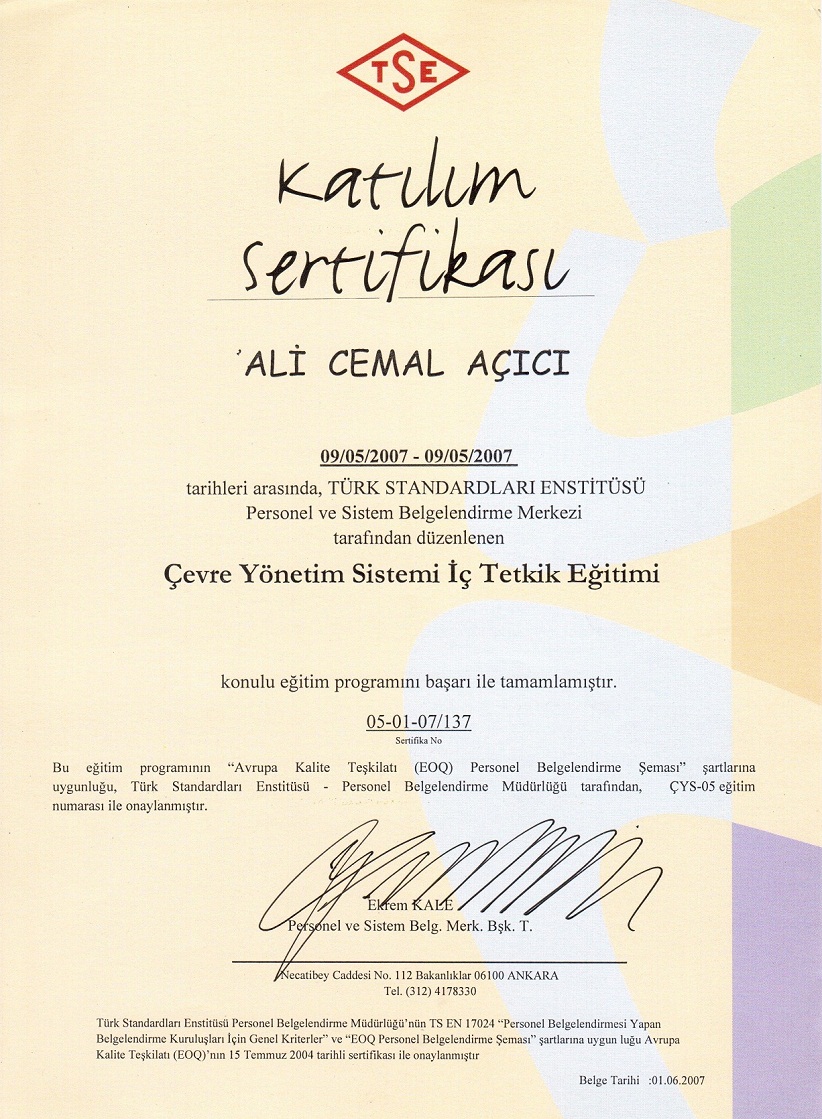 TSE
Katılım
Sertifikası
'ALİ CEMAL AÇICI
09/05/2007 - 09/05/2007
tarihleri arasında, TÜRK STANDARDLARI ENSTİTÜSÜ
Personel ve Sistem Belgelendirme Merkezi
tarafından düzenlenen
Çevre Yönetim Sistemi İç Tetkik Eğitimi
konulu eğitim programını başarı ile tamamlamıştır.
05-01-07/137
Sertifika No
Bu eğitim programının “Avrupa Kalite Teşkilatı (EOQ) Personel Belgelendirme Şeması” şartlarına
uygunluğu, Türk Standardları Enstitüsü - Personel Belgelendirme Müdürlüğü tarafından, ÇYS-05 eğitim
numarası ile onaylanmıştır.
Ekrem KALE
Personel ve Sistem Belg. Merk. Bşk. T.
Necatibey Caddesi No. 112 Bakanlıklar 06100 ANKARA
Tel. (312) 4178330
Türk Standardları Enstitüsü Personel Belgelendirme Müdürlüğü’nün TS EN 17024 “Personel Belgelendirmesi Yapan
Belgelendirme Kuruluşları İçin Genel Kriterler” ve “EOQ Personel Belgelendirme Şeması” şartlarına uygun luğu Avrupa
Kalite Teşkilatı (EOQ)’nın 15 Temmuz 2004 tarihli sertifikası ile onaylanmıştır
Belge Tarihi :01.06.2007